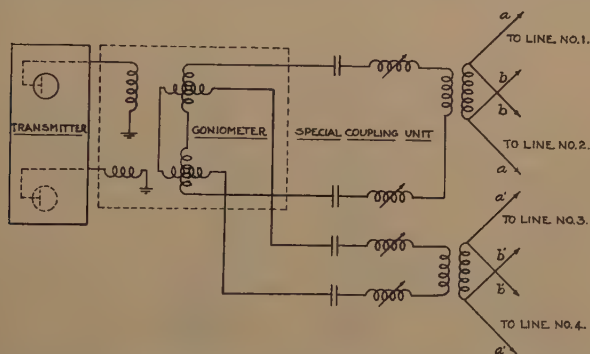 a
TO LINE NO.1.
b
b
TO LINE NO.2.
a
TRANSMITTER
GONIOMETER
SPECIAL COUPLING UNIT
a'
TO LINE NO.3.
b'
b'
TO LINE NO.4.
a'